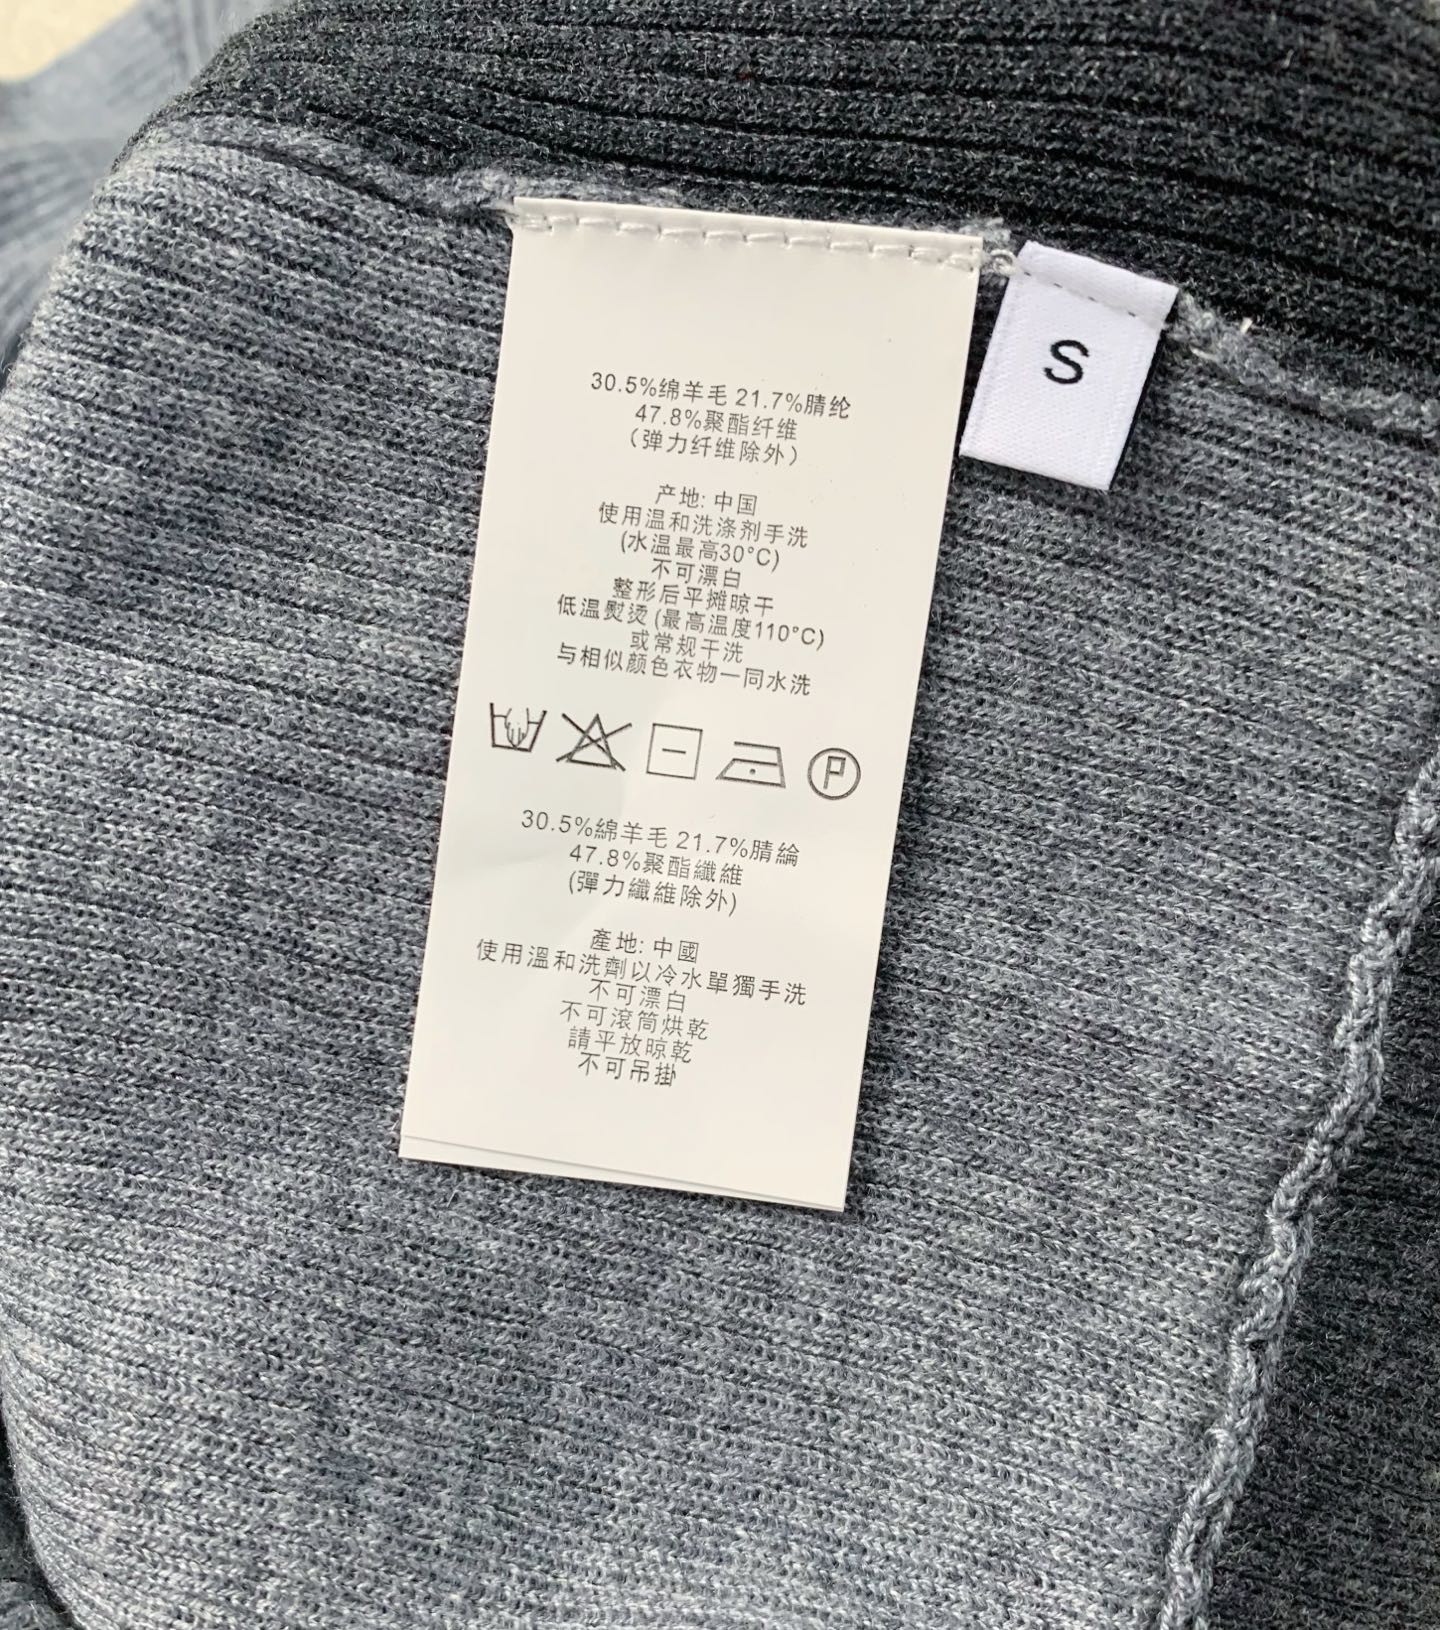 30.5%绵羊毛 21.7%腈纶
47.8%聚酯纤维
（弹力纤维除外）
产地: 中国
使用温和洗涤剂手洗
(水温最高30°C)
不可漂白
整形后平摊晾干
低温熨烫 (最高温度110°C)
或常规干洗
与相似颜色衣物一同水洗
P
30.5%綿羊毛 21.7%腈綸
47.8%聚酯纖維
(彈力纖維除外)
產地: 中國
使用溫和洗劑以冷水單獨手洗
不可漂白
不可滾筒烘乾
請平放晾乾
不可吊掛
S